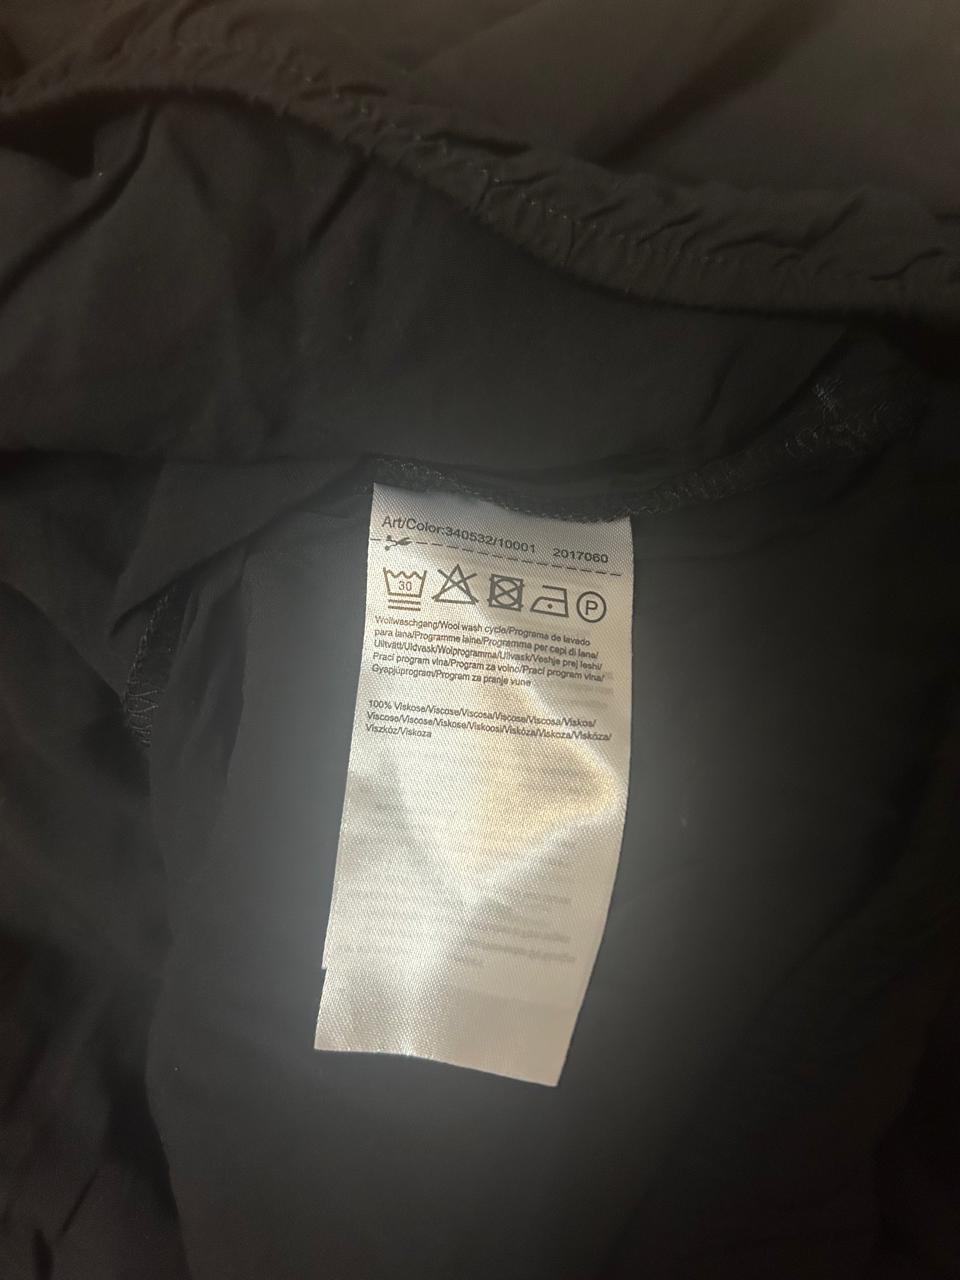 Art/Color:340532/10001 2017060
30
P
Wollwaschgang/Wool wash cycle/Programa de lavado
para lana/Programme laine/Programma per capi di lana/
Ulltvätt/Uldvask/Wolprogramma/Ullvask/Veshje prej leshi/
Prací program vlna/Program za volno/Prací program vlna/
Gyapjúprogram/Program za pranje vune
100% Viskose/Viscose/Viscosa/Viscose/Viscosa/Viskos/
Viscose/Viscose/Viskose/Viskoosi/Viskóza/Viskoza/Viskóza/
Viszkóz/Viskoza